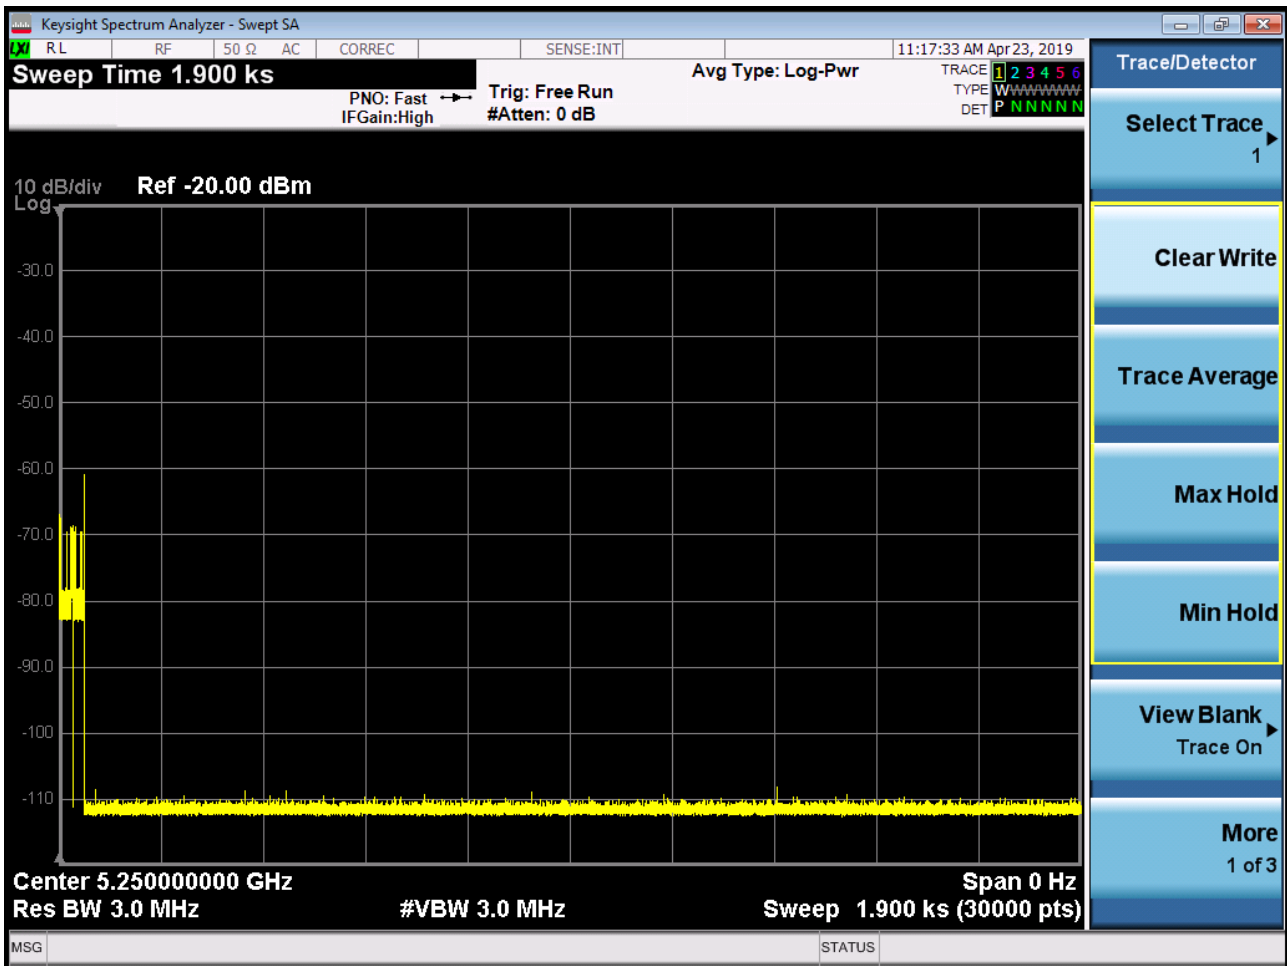 Keysight Spectrum Analyzer - Swept SA
LXI RL RF 50 Ω AC CORREC SENSE:INT 11:17:33 AM Apr 23, 2019
Sweep Time 1.900 ks
PNO: Fast
IFGain:High
Trig: Free Run
#Atten: 0 dB
Avg Type: Log-Pwr
TRACE 1 2 3 4 5 6
TYPE WWWWWWW
DET P N N N N N
10 dB/div Ref -20.00 dBm
Log
-30.0
-40.0
-50.0
-60.0
-70.0
-80.0
-90.0
-100
-110
Center 5.250000000 GHz Span 0 Hz
Res BW 3.0 MHz #VBW 3.0 MHz Sweep 1.900 ks (30000 pts)
MSG STATUS
Trace/Detector
Select Trace
1
Clear Write
Trace Average
Max Hold
Min Hold
View Blank
Trace On
More
1 of 3